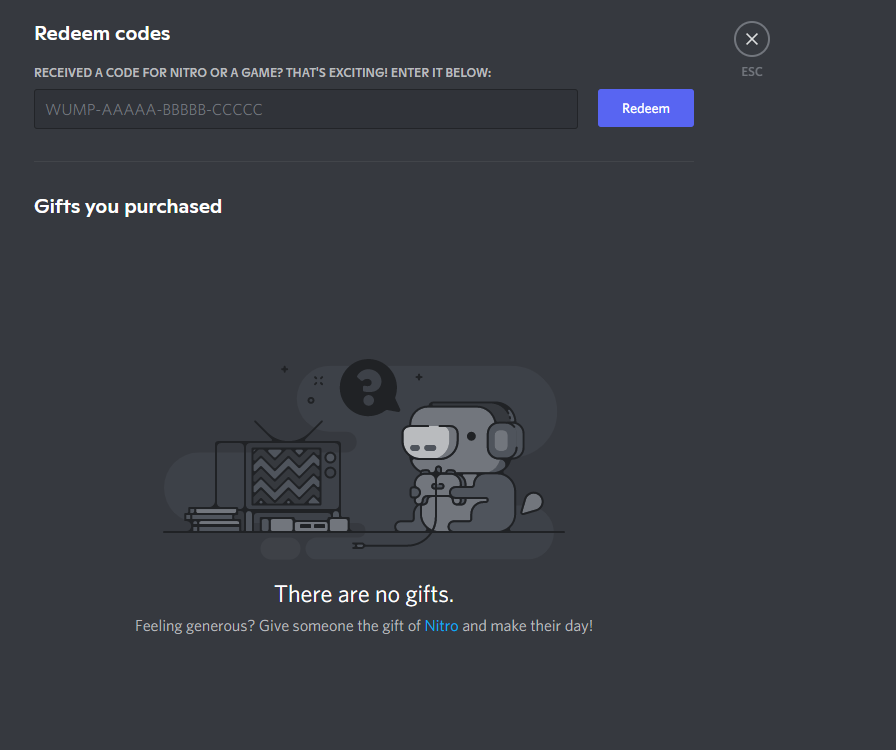 Redeem codes
ESC
RECEIVED A CODE FOR NITRO OR A GAME? THAT'S EXCITING! ENTER IT BELOW:
WUMP-AAAAA-BBBBB-CCCCC
Redeem
Gifts you purchased
?
There are no gifts.
Feeling generous? Give someone the gift of Nitro and make their day!